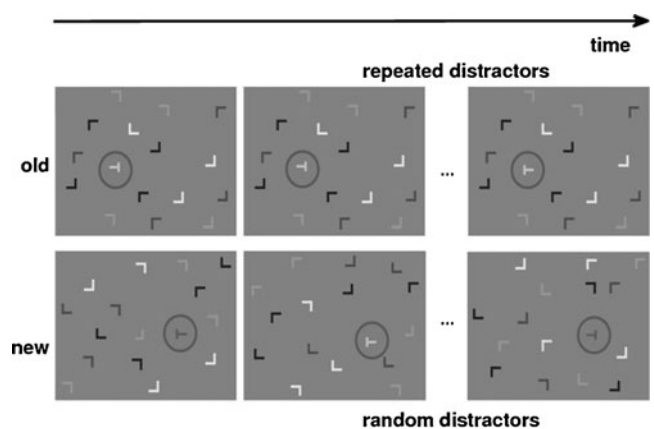 time
repeated distractors
old
...
new
...
random distractors